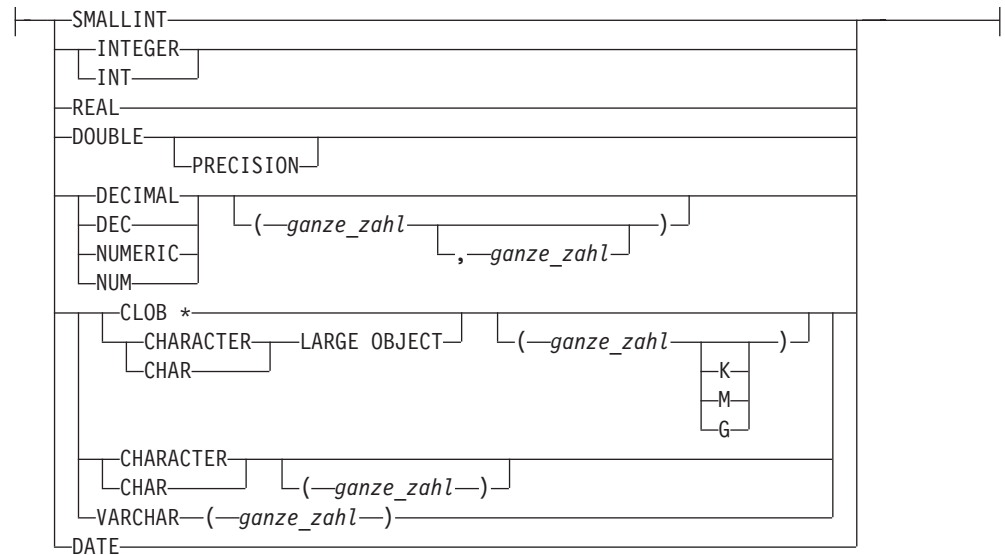 SMALLINT
INTEGER
INT
REAL
DOUBLE
PRECISION
DECIMAL
DEC ( ganze_zahl )
NUMERIC , ganze_zahl
NUM
CLOB *
CHARACTER LARGE OBJECT ( ganze_zahl )
CHAR K
M
G
CHARACTER
CHAR ( ganze_zahl )
VARCHAR ( ganze_zahl )
DATE